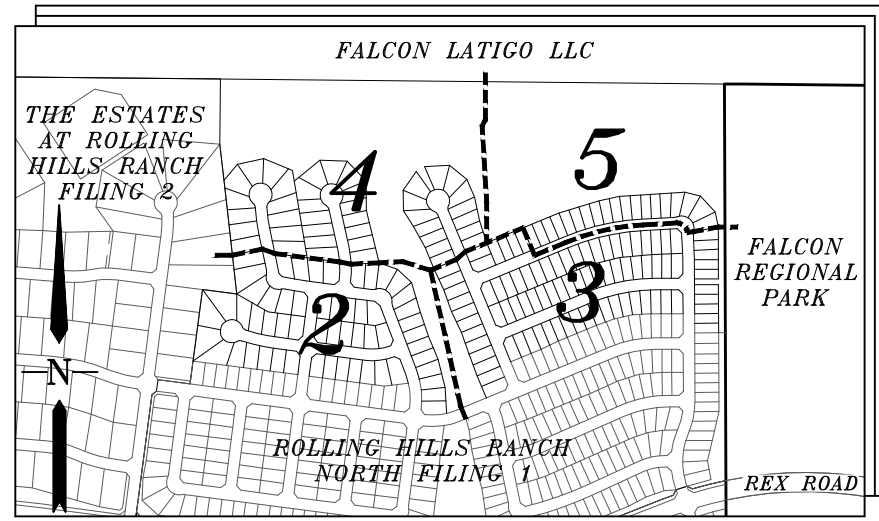 FALCON LATIGO LLC
THE ESTATES
AT ROLLING
HILLS RANCH
FILING 2
4
5
FALCON
REGIONAL
PARK
2
3
N
ROLLING HILLS RANCH
NORTH FILING 1
REX ROAD